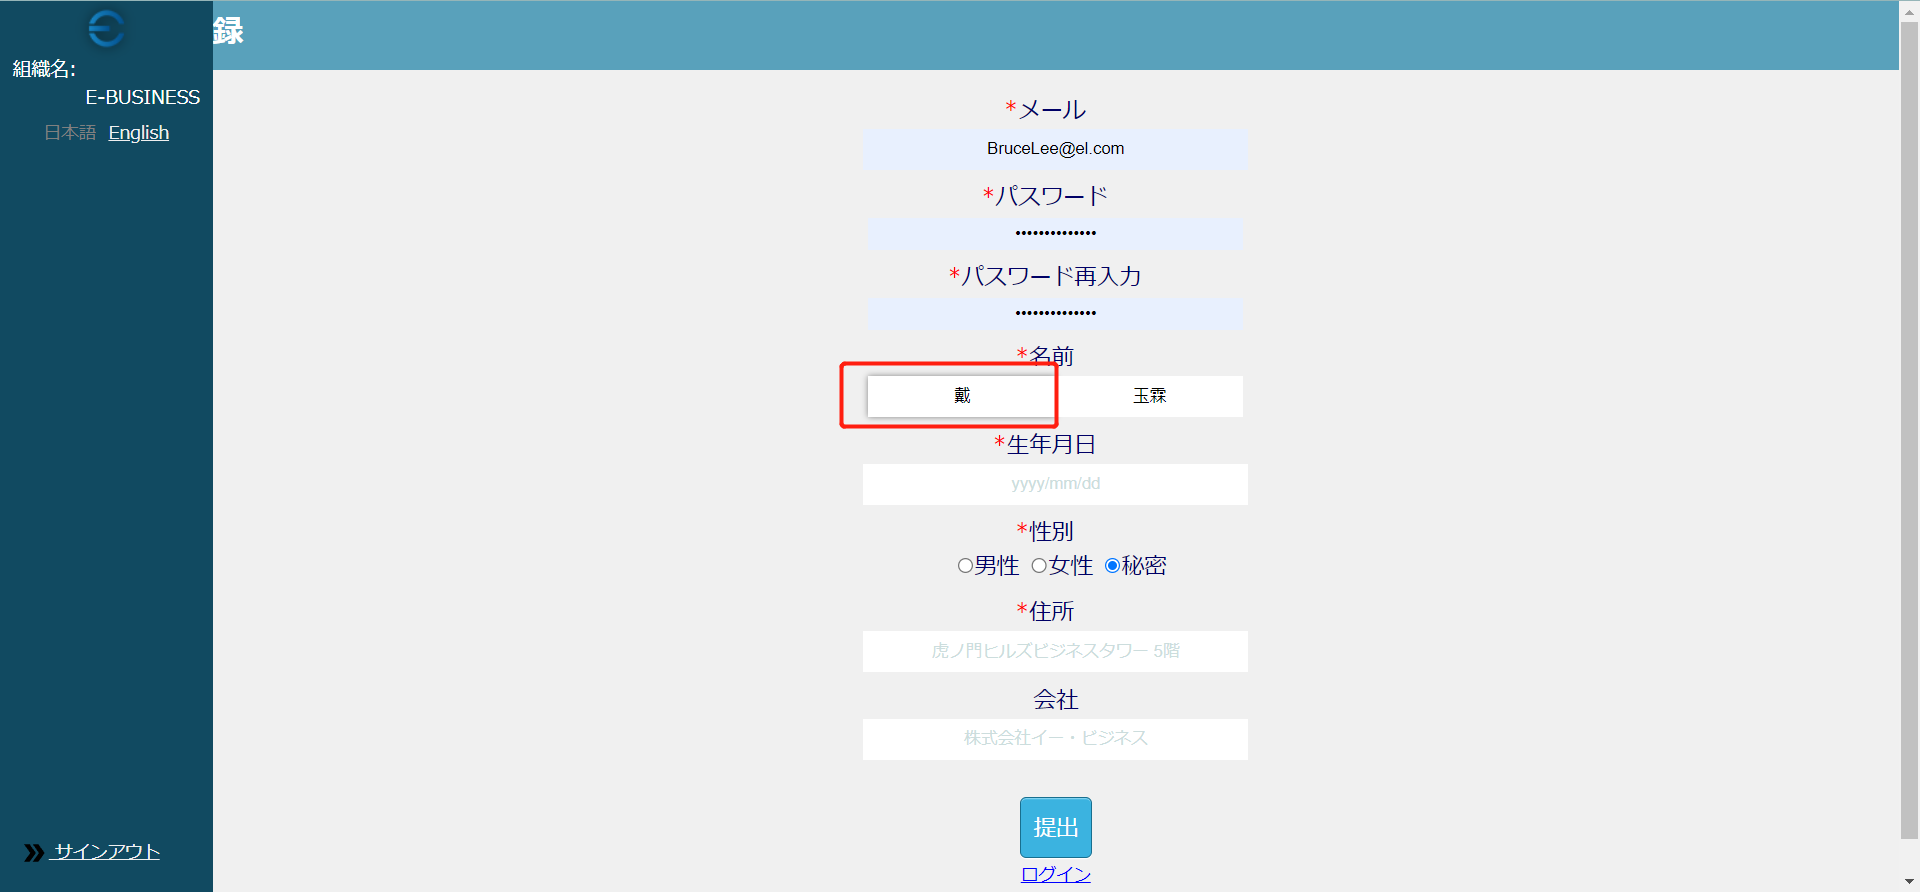 録
組織名:
E-BUSINESS
日本語 English
*メール
BruceLee@el.com
*パスワード
••••••••••••••
*パスワード再入力
••••••••••••••
*名前
戴 玉霖
*生年月日
yyyy/mm/dd
*性別
男性 女性 秘密
*住所
虎ノ門ヒルズビジネスタワー 5階
会社
株式会社イー・ビジネス
提出
ログイン
サインアウト